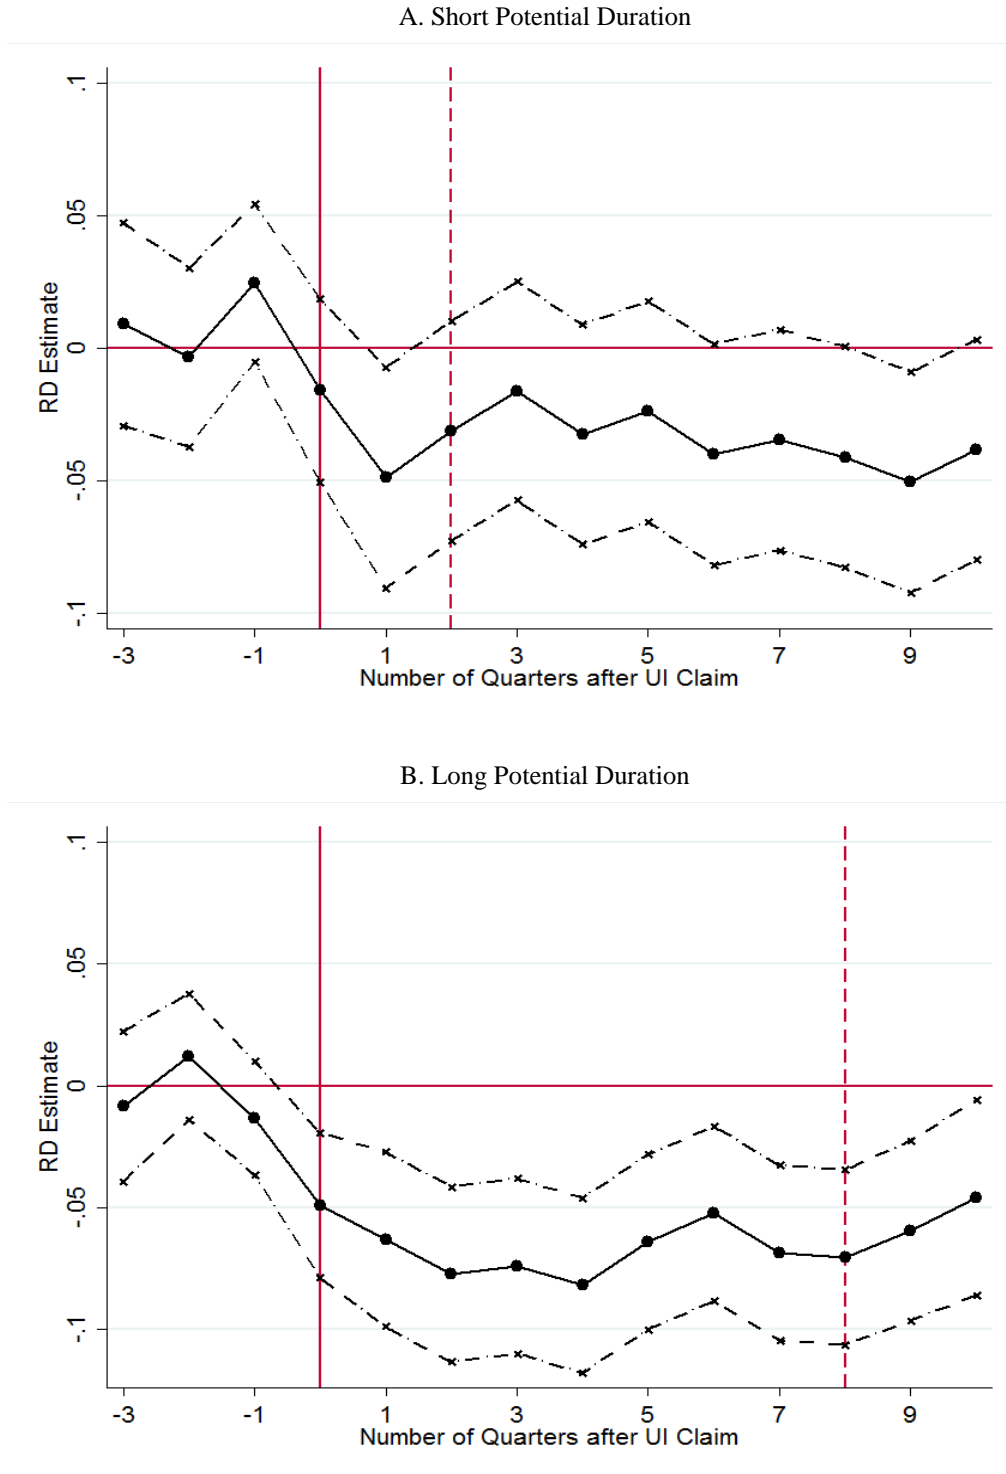 A. Short Potential Duration
.1
.05
0
-.05
-.1
RD Estimate
-3 -1 1 3 5 7 9
Number of Quarters after UI Claim
B. Long Potential Duration
.1
.05
0
-.05
-.1
RD Estimate
-3 -1 1 3 5 7 9
Number of Quarters after UI Claim